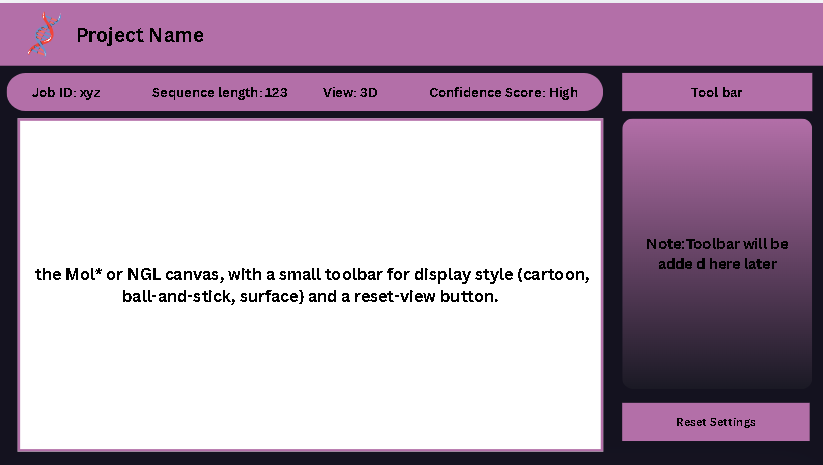 Project Name
Job ID: xyz
Sequence length: 123
View: 3D
Confidence Score: High
Tool bar
the Mol* or NGL canvas, with a small toolbar for display style (cartoon,
ball-and-stick, surface) and a reset-view button.
Note:Toolbar will be
adde d here later
Reset Settings